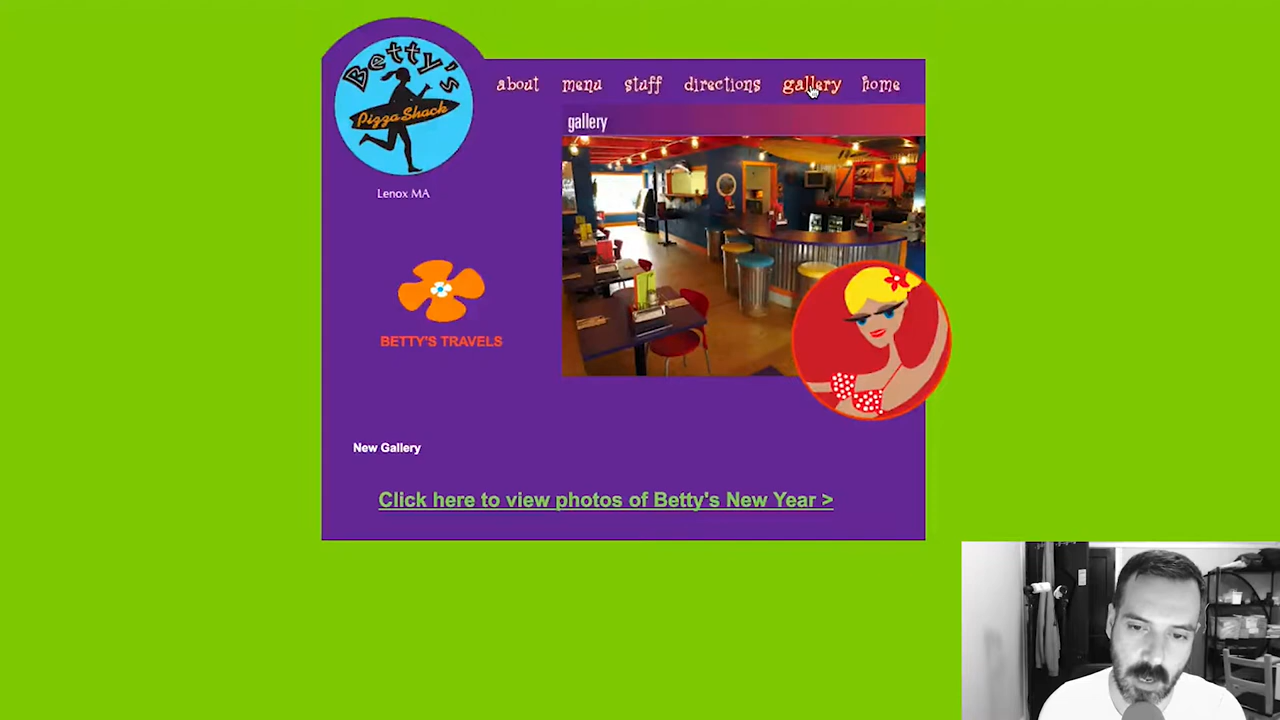 Betty's
Pizza Shack
Lenox MA
about menu stuff directions gallery home
gallery
BETTY'S TRAVELS
New Gallery
Click here to view photos of Betty's New Year >